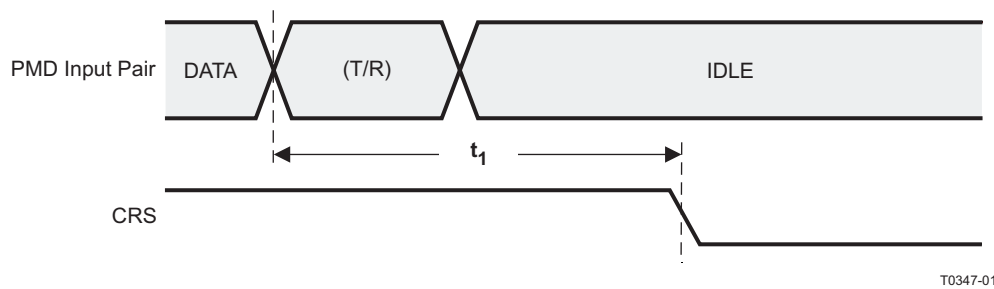 PMD Input Pair
DATA
(T/R)
IDLE
t1
CRS
T0347-01